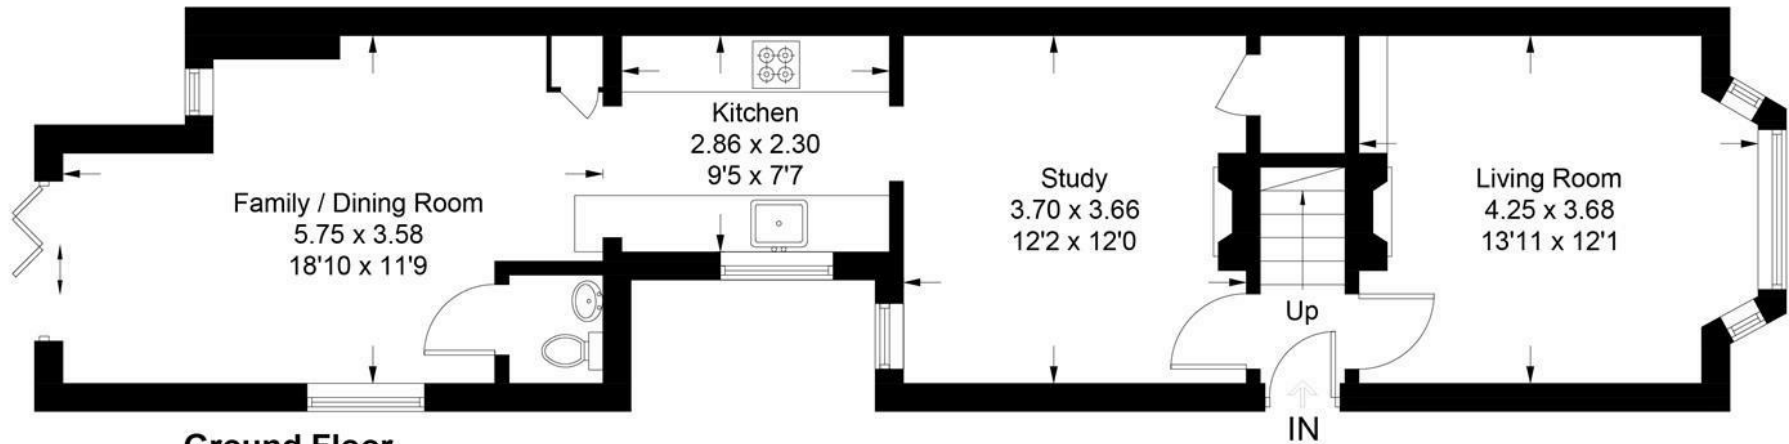 Family / Dining Room
5.75 x 3.58
18'10 x 11'9
Kitchen
2.86 x 2.30
9'5 x 7'7
Study
3.70 x 3.66
12'2 x 12'0
Up
IN
Living Room
4.25 x 3.68
13'11 x 12'1
Ground Floor